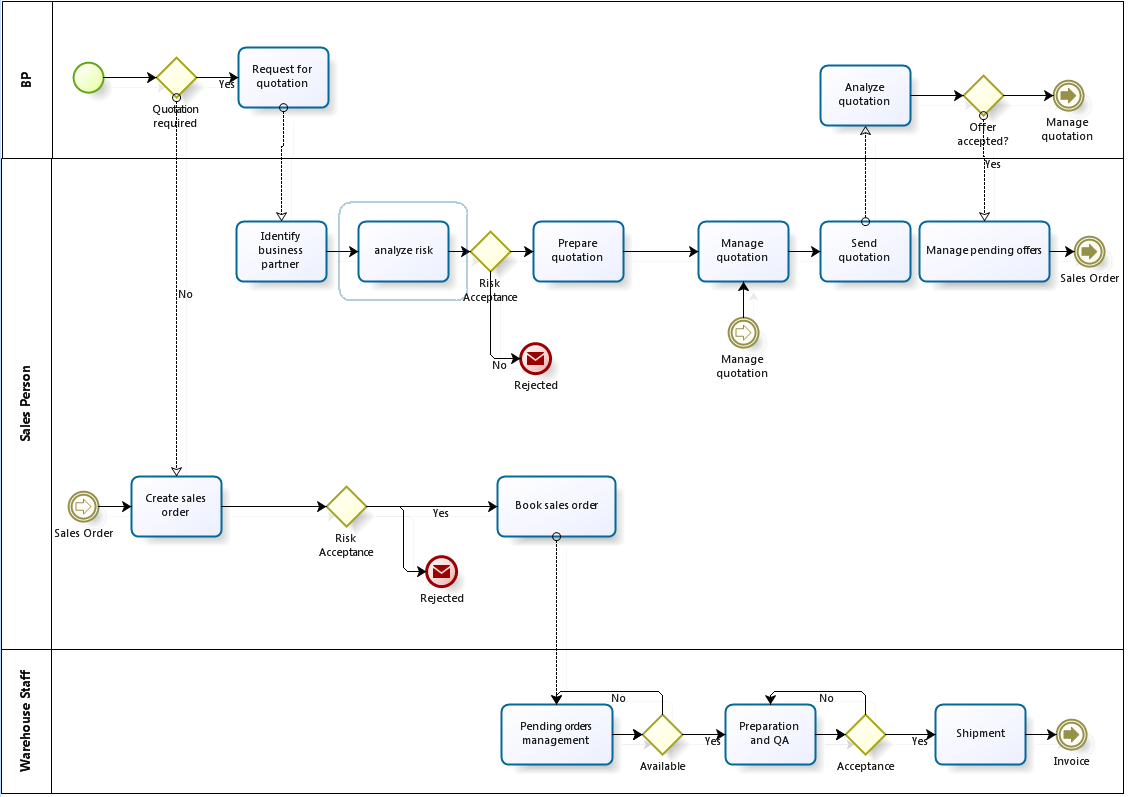 BP
Quotation
required
Yes
Request for
quotation
Analyze
quotation
Offer
accepted?
Manage
quotation
Yes
Sales Person
Identify
business
partner
analyze risk
Risk
Acceptance
No
Rejected
Prepare
quotation
Manage
quotation
Manage
quotation
Send
quotation
Manage pending offers
Sales Order
No
Sales Order
Create sales
order
Risk
Acceptance
Yes
Rejected
Book sales order
Warehouse Staff
Pending orders
management
No
Available
Yes
Preparation
and QA
No
Acceptance
Yes
Shipment
Invoice